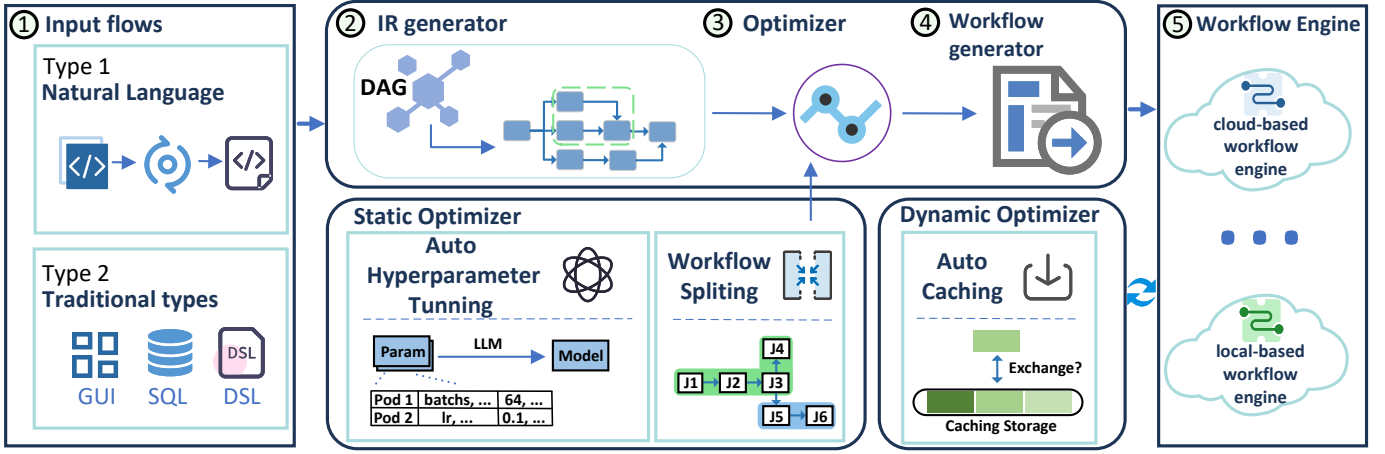 1 Input flows
Type 1
Natural Language
</>
</>
Type 2
Traditional types
DSL
GUI SQL DSL
2 IR generator
DAG
3 Optimizer
4 Workflow
generator
Static Optimizer
Auto
Hyperparameter
Tunning
Param LLM Model
Pod 1 batchs, ... 64, ...
Pod 2 lr, ... 0.1, ...
Workflow
Spliting
J4
J1 J2 J3
J5 J6
Dynamic Optimizer
Auto
Caching
Exchange?
Caching Storage
5 Workflow Engine
cloud-based
workflow
engine
local-based
workflow
engine